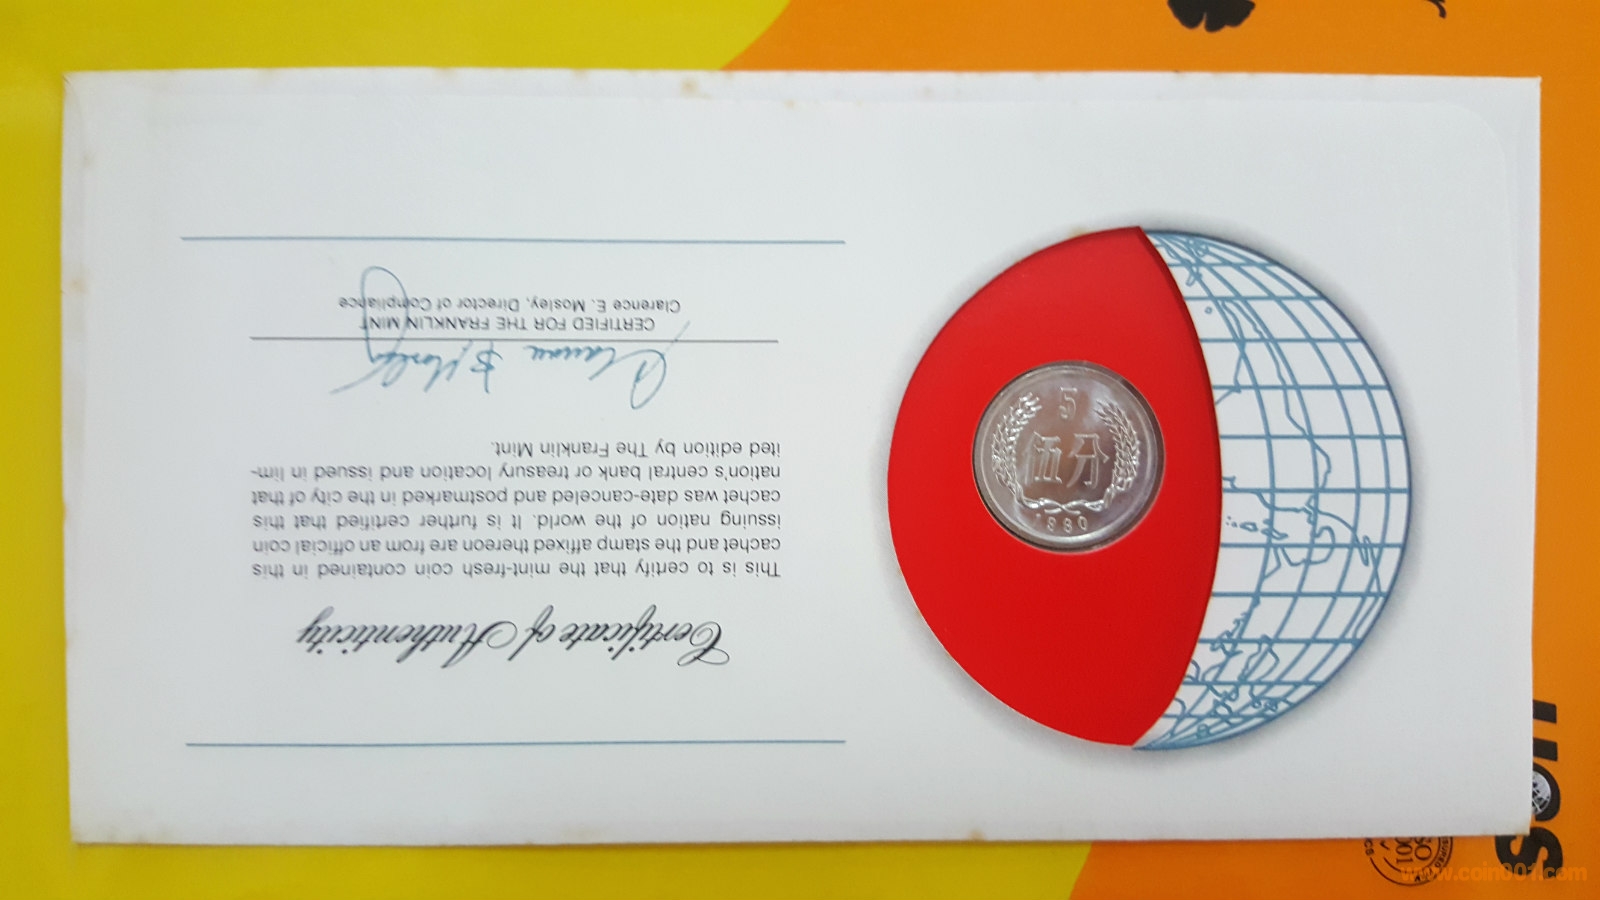 Certificate of Authenticity
This is to certify that the mint-fresh coin contained in this
cachet and the stamp affixed thereon are from an official coin
issuing nation of the world. It is further certified that this
cachet was date-canceled and postmarked in the city of that
nation's central bank or treasury location and issued in lim-
ited edition by The Franklin Mint.
CERTIFIED FOR THE FRANKLIN MINT
Clarence E. Mosley, Director of Compliance
5
伍分
1980
www.coin001.com